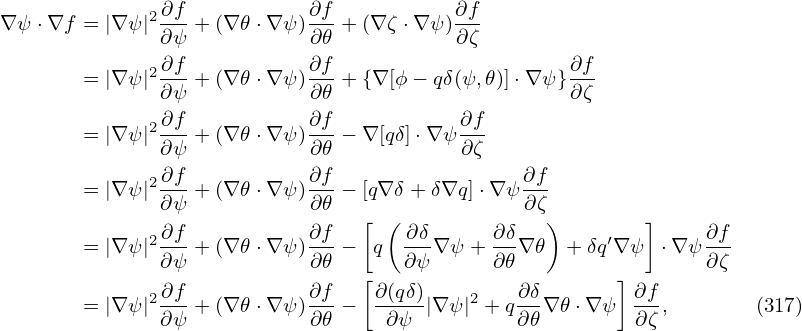 ∇ψ · ∇f = |∇ψ|² ∂f/∂ψ + (∇θ · ∇ψ) ∂f/∂θ + (∇ζ · ∇ψ) ∂f/∂ζ
= |∇ψ|² ∂f/∂ψ + (∇θ · ∇ψ) ∂f/∂θ + {∇[ϕ − qδ(ψ,θ)] · ∇ψ} ∂f/∂ζ
= |∇ψ|² ∂f/∂ψ + (∇θ · ∇ψ) ∂f/∂θ − ∇[qδ] · ∇ψ ∂f/∂ζ
= |∇ψ|² ∂f/∂ψ + (∇θ · ∇ψ) ∂f/∂θ − [q∇δ + δ∇q] · ∇ψ ∂f/∂ζ
= |∇ψ|² ∂f/∂ψ + (∇θ · ∇ψ) ∂f/∂θ − [q(∂δ/∂ψ ∇ψ + ∂δ/∂θ ∇θ) + δq′∇ψ] · ∇ψ ∂f/∂ζ
= |∇ψ|² ∂f/∂ψ + (∇θ · ∇ψ) ∂f/∂θ − [∂(qδ)/∂ψ |∇ψ|² + q ∂δ/∂θ ∇θ · ∇ψ] ∂f/∂ζ, (317)